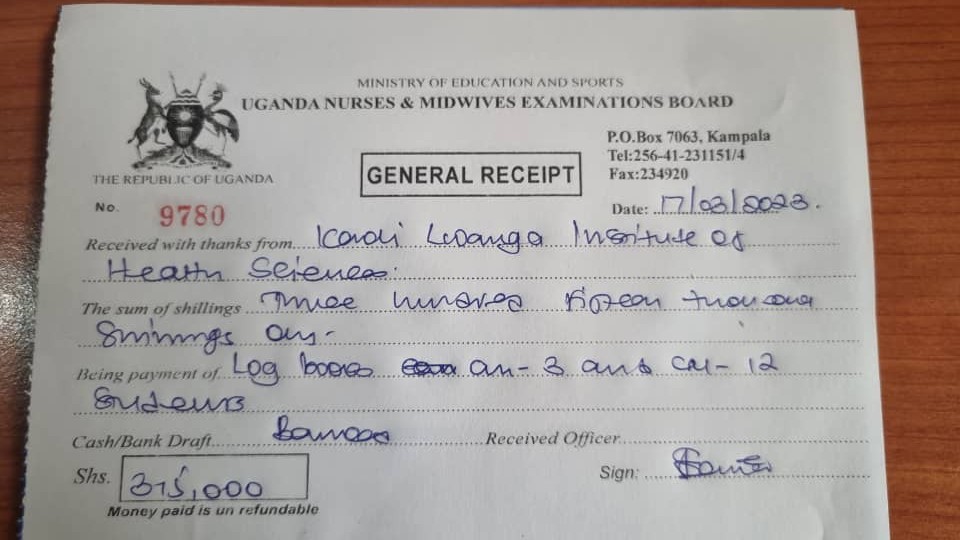 MINISTRY OF EDUCATION AND SPORTS
UGANDA NURSES & MIDWIVES EXAMINATIONS BOARD
P.O.Box 7063, Kampala
Tel:256-41-231151/4
Fax:234920
THE REPUBLIC OF UGANDA
GENERAL RECEIPT
No. 9780
Date: 17/03/2023.
Received with thanks from Karoli Lwanga Institute of
Health Sciences
The sum of shillings Three hundred fifteen thousand
Shillings only
Being payment of Log books - 3 and CM - 12
Students
Cash/Bank Draft Banked Received Officer
Shs. 315,000
Sign:
Money paid is un refundable